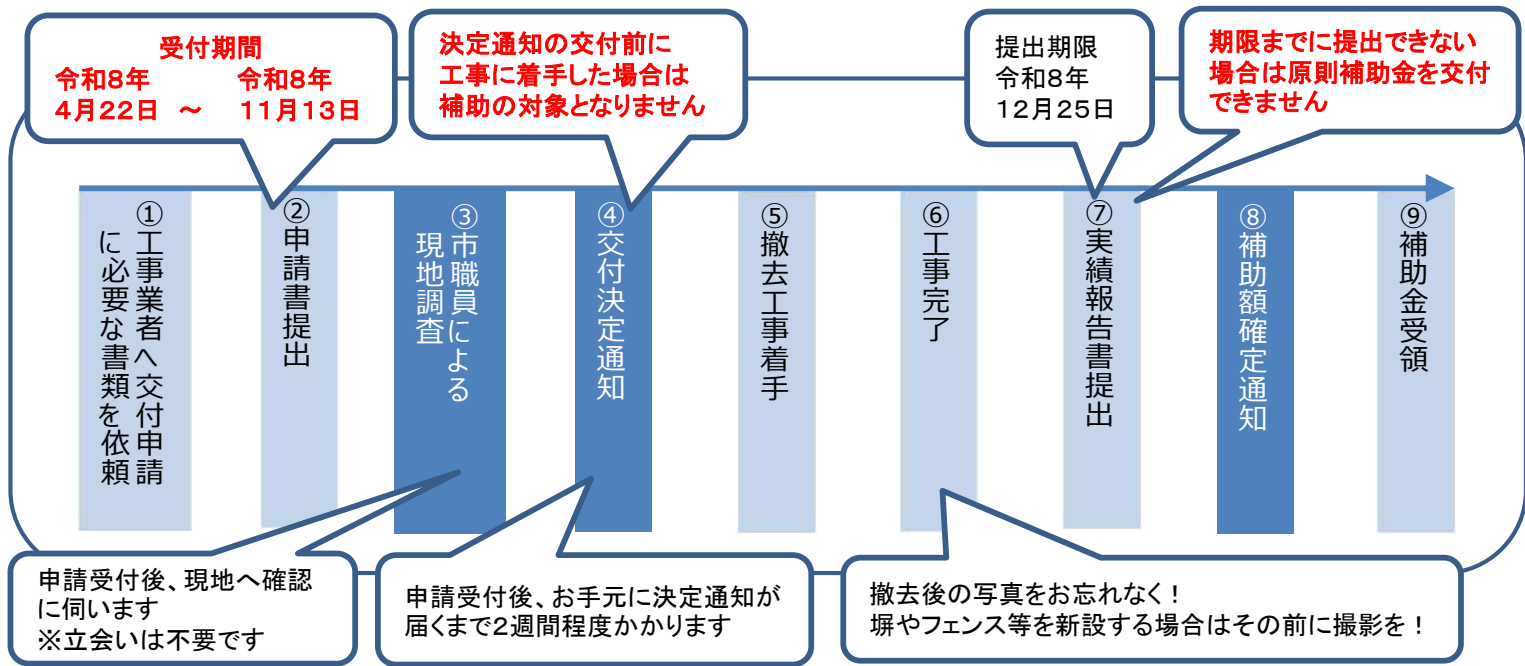 受付期間
令和8年　　　令和8年
4月22日　～　11月13日
決定通知の交付前に
工事に着手した場合は
補助の対象となりません
提出期限
令和8年
12月25日
期限までに提出できない
場合は原則補助金を交付
できません
①工事業者へ交付申請
に必要な書類を依頼
②申請書提出
③市職員による
現地調査
④交付決定通知
⑤撤去工事着手
⑥工事完了
⑦実績報告書提出
⑧補助額確定通知
⑨補助金受領
申請受付後、現地へ確認
に伺います
※立会いは不要です
申請受付後、お手元に決定通知が
届くまで2週間程度かかります
撤去後の写真をお忘れなく！
塀やフェンス等を新設する場合はその前に撮影を！